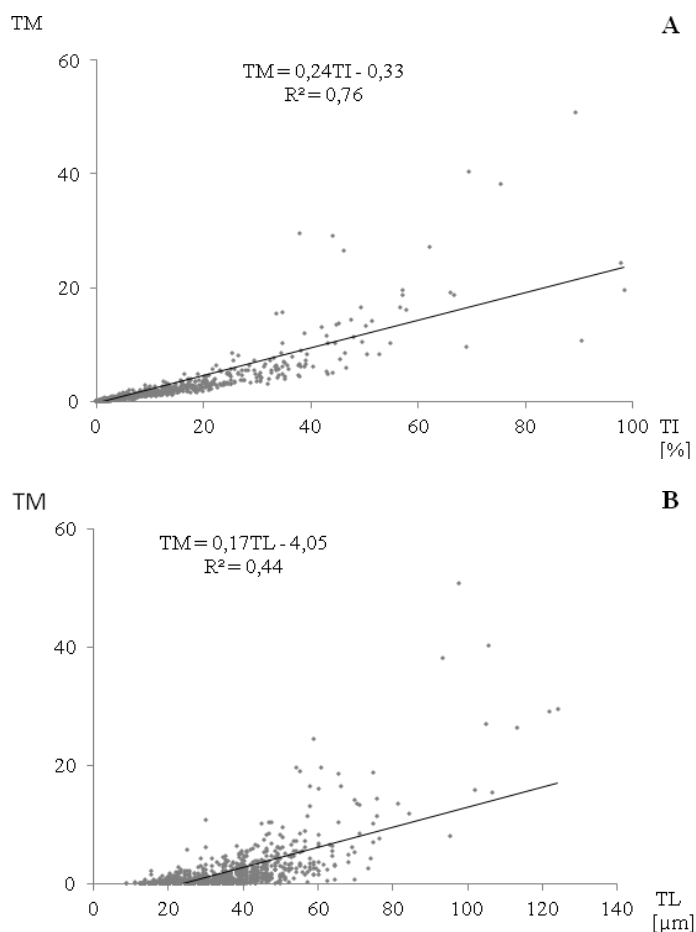 TM
A
60
TM = 0,24TI - 0,33
R² = 0,76
40
20
0
0 20 40 60 80 100 TI
[%]
TM
B
60
TM = 0,17TL - 4,05
R² = 0,44
40
20
0
0 20 40 60 80 100 120 140 TL
[µm]